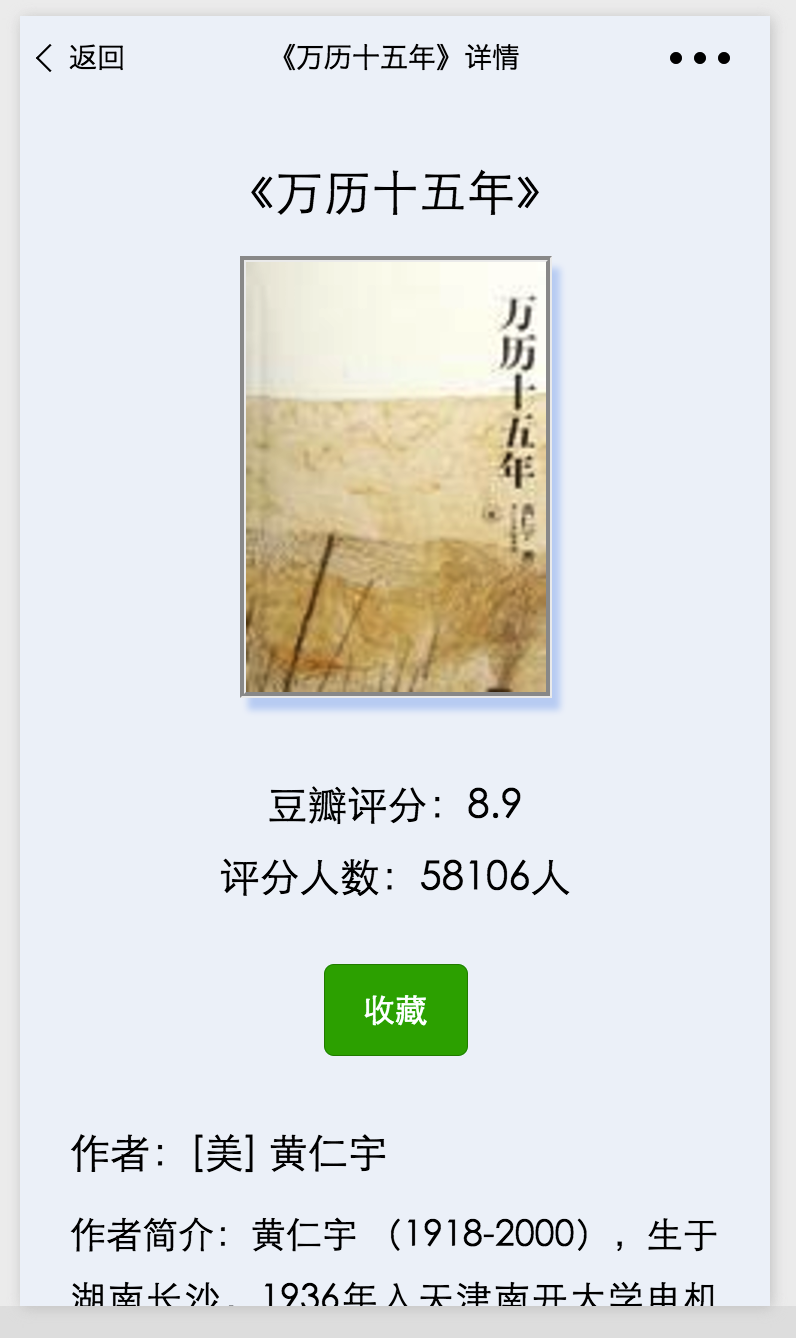 返回
《万历十五年》详情
《万历十五年》
万历十五年
豆瓣评分：8.9
评分人数：58106人
收藏
作者：[美] 黄仁宇
作者简介：黄仁宇 （1918-2000），生于
湖南长沙，1936年入天津南开大学电机